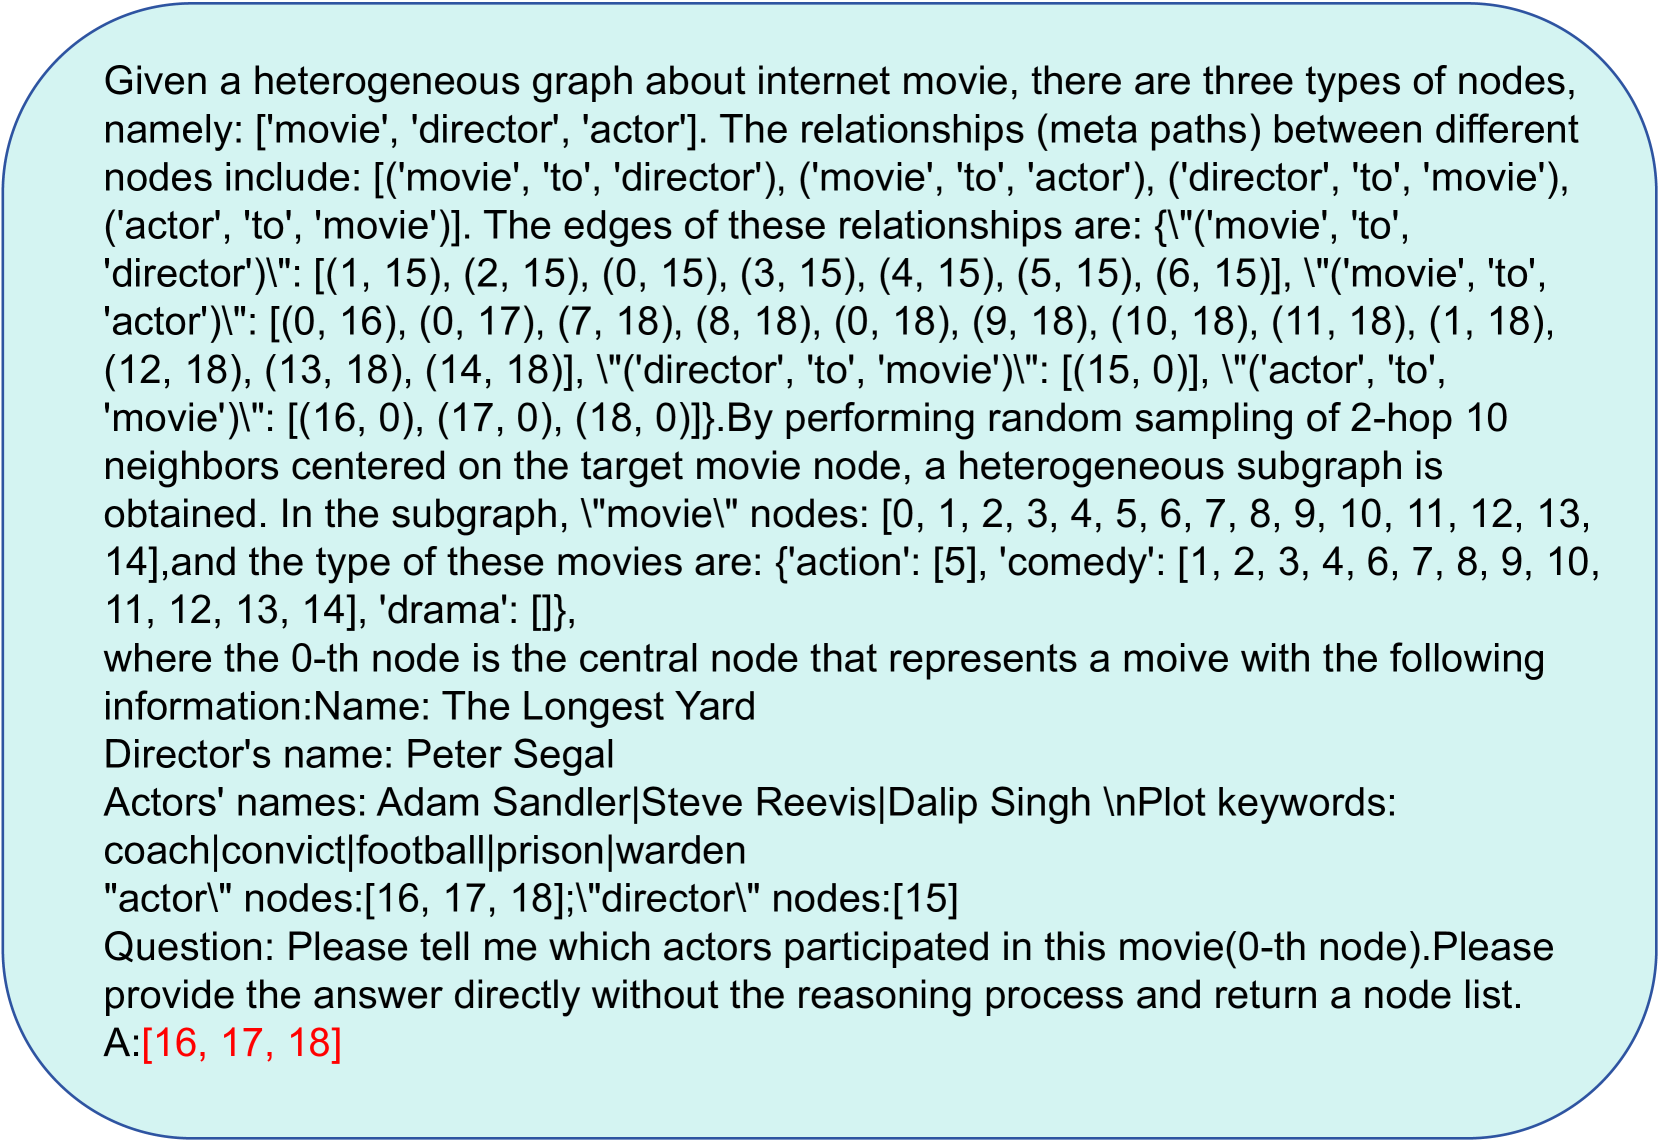 Given a heterogeneous graph about internet movie, there are three types of nodes,
namely: ['movie', 'director', 'actor']. The relationships (meta paths) between different
nodes include: [('movie', 'to', 'director'), ('movie', 'to', 'actor'), ('director', 'to', 'movie'),
('actor', 'to', 'movie')]. The edges of these relationships are: {\"('movie', 'to',
'director')\": [(1, 15), (2, 15), (0, 15), (3, 15), (4, 15), (5, 15), (6, 15)], \"('movie', 'to',
'actor')\": [(0, 16), (0, 17), (7, 18), (8, 18), (0, 18), (9, 18), (10, 18), (11, 18), (1, 18),
(12, 18), (13, 18), (14, 18)], \"('director', 'to', 'movie')\": [(15, 0)], \"('actor', 'to',
'movie')\": [(16, 0), (17, 0), (18, 0)]}.By performing random sampling of 2-hop 10
neighbors centered on the target movie node, a heterogeneous subgraph is
obtained. In the subgraph, \"movie\" nodes: [0, 1, 2, 3, 4, 5, 6, 7, 8, 9, 10, 11, 12, 13,
14],and the type of these movies are: {'action': [5], 'comedy': [1, 2, 3, 4, 6, 7, 8, 9, 10,
11, 12, 13, 14], 'drama': []},
where the 0-th node is the central node that represents a moive with the following
information:Name: The Longest Yard
Director's name: Peter Segal
Actors' names: Adam Sandler|Steve Reevis|Dalip Singh \nPlot keywords:
coach|convict|football|prison|warden
"actor\" nodes:[16, 17, 18];\"director\" nodes:[15]
Question: Please tell me which actors participated in this movie(0-th node).Please
provide the answer directly without the reasoning process and return a node list.
A:[16, 17, 18]